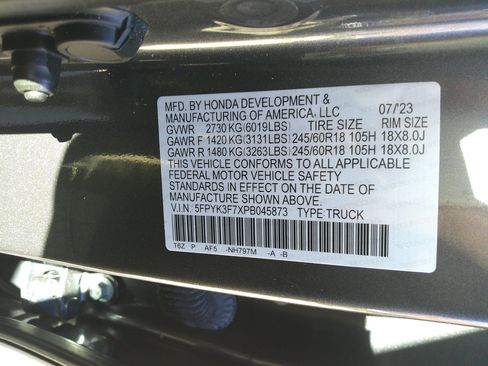 MFD. BY HONDA DEVELOPMENT &
MANUFACTURING OF AMERICA, LLC 07/'23
GVWR 2730 KG (6019LBS) TIRE SIZE RIM SIZE
GAWR F 1420 KG (3131LBS) 245/60R18 105H 18X8.0J
GAWR R 1480 KG (3263LBS) 245/60R18 105H 18X8.0J
THIS VEHICLE CONFORMS TO ALL APPLICABLE
FEDERAL MOTOR VEHICLE SAFETY
STANDARDS IN EFFECT ON THE DATE OF
MANUFACTURE SHOWN ABOVE.
V.I.N. 5FPYK3F7XPB045873 TYPE:TRUCK
T6Z P AF5 -NH797M -A -B